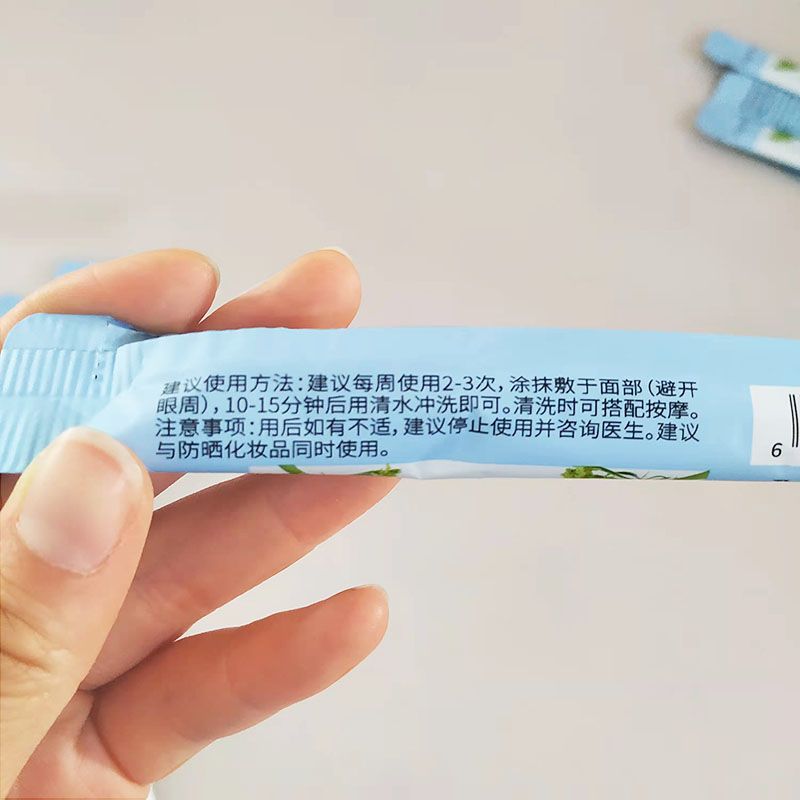 建议使用方法：建议每周使用2-3次，涂抹敷于面部（避开
眼周），10-15分钟后用清水冲洗即可。清洗时可搭配按摩。
注意事项：用后如有不适，建议停止使用并咨询医生。建议
与防晒化妆品同时使用。
6